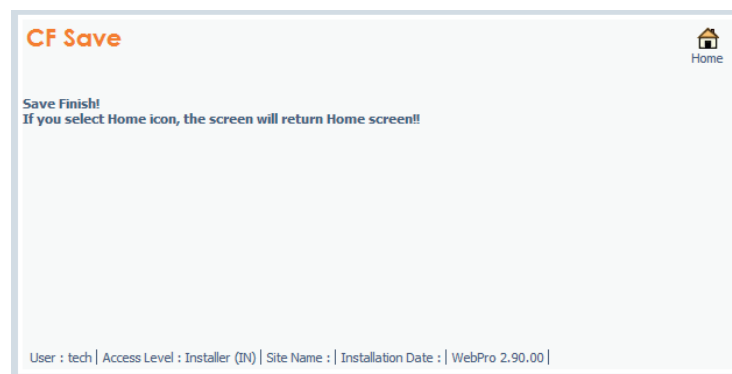 CF Save
Home
Save Finish!
If you select Home icon, the screen will return Home screen!!
User : tech | Access Level : Installer (IN) | Site Name : | Installation Date : | WebPro 2.90.00 |